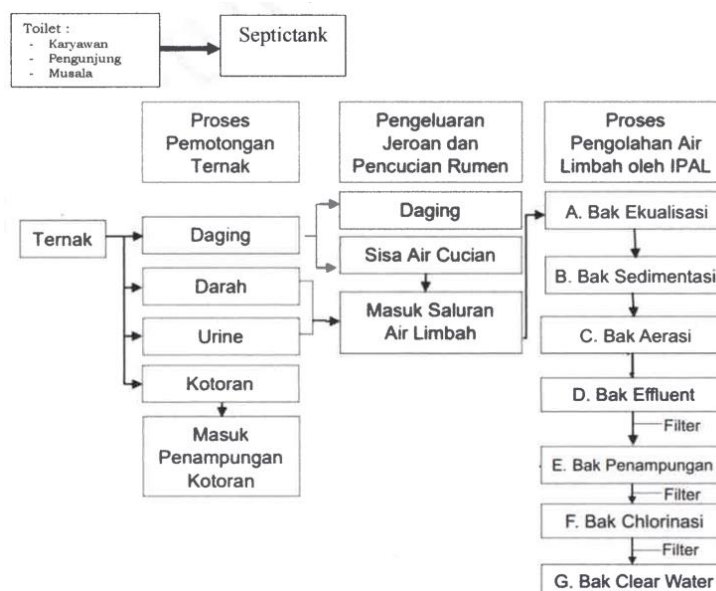 Toilet :
- Karyawan
- Pengunjung
- Musala
Septictank
Proses
Pemotongan
Ternak
Pengeluaran
Jeroan dan
Pencucian Rumen
Proses
Pengolahan Air
Limbah oleh IPAL
Ternak
Daging
Darah
Urine
Kotoran
Masuk
Penampungan
Kotoran
Daging
Sisa Air Cucian
Masuk Saluran
Air Limbah
A. Bak Ekualisasi
B. Bak Sedimentasi
C. Bak Aerasi
D. Bak Effluent
Filter
E. Bak Penampungan
Filter
F. Bak Chlorinasi
Filter
G. Bak Clear Water